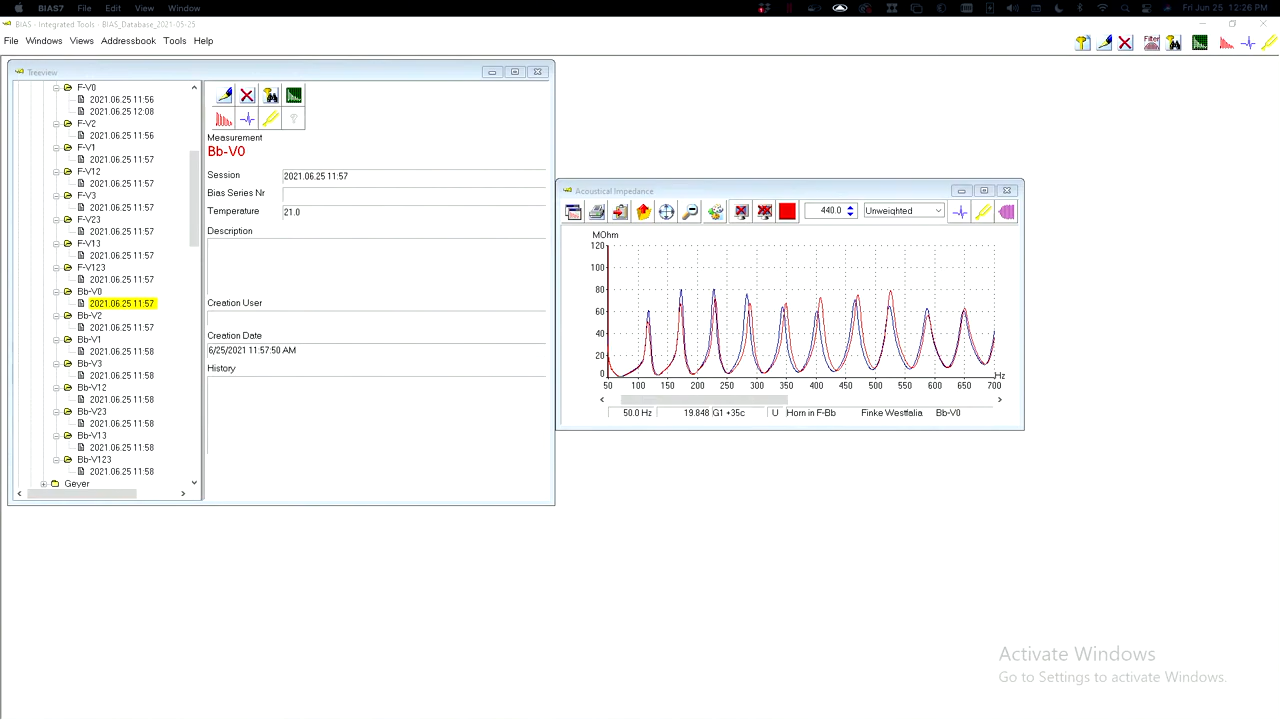 BIAS7 File Edit View Window Fri Jun 25 12:26 PM
BIAS - Integrated Tools - BIAS_Database_2021-05-25
File Windows Views Addressbook Tools Help
Filter
Treeview
F-V0
2021.06.25 11:56
2021.06.25 12:08
F-V2
2021.06.25 11:56
F-V1
2021.06.25 11:57
F-V12
2021.06.25 11:57
F-V3
2021.06.25 11:57
F-V23
2021.06.25 11:57
F-V13
2021.06.25 11:57
F-V123
2021.06.25 11:57
Bb-V0
2021.06.25 11:57
Bb-V2
2021.06.25 11:57
Bb-V1
2021.06.25 11:58
Bb-V3
2021.06.25 11:58
Bb-V12
2021.06.25 11:58
Bb-V23
2021.06.25 11:58
Bb-V13
2021.06.25 11:58
Bb-V123
2021.06.25 11:58
Geyer
?
Measurement
Bb-V0
Session 2021.06.25 11:57
Bias Series Nr
Temperature 21.0
Description
Creation User
Creation Date
6/25/2021 11:57:50 AM
History
Acoustical Impedance
440.0 Unweighted
MOhm
120
100
80
60
40
20
0
Hz
50 100 150 200 250 300 350 400 450 500 550 600 650 700
50.0 Hz 19.848 G1 +35c U Horn in F-Bb Finke Westfalia Bb-V0
Activate Windows
Go to Settings to activate Windows.